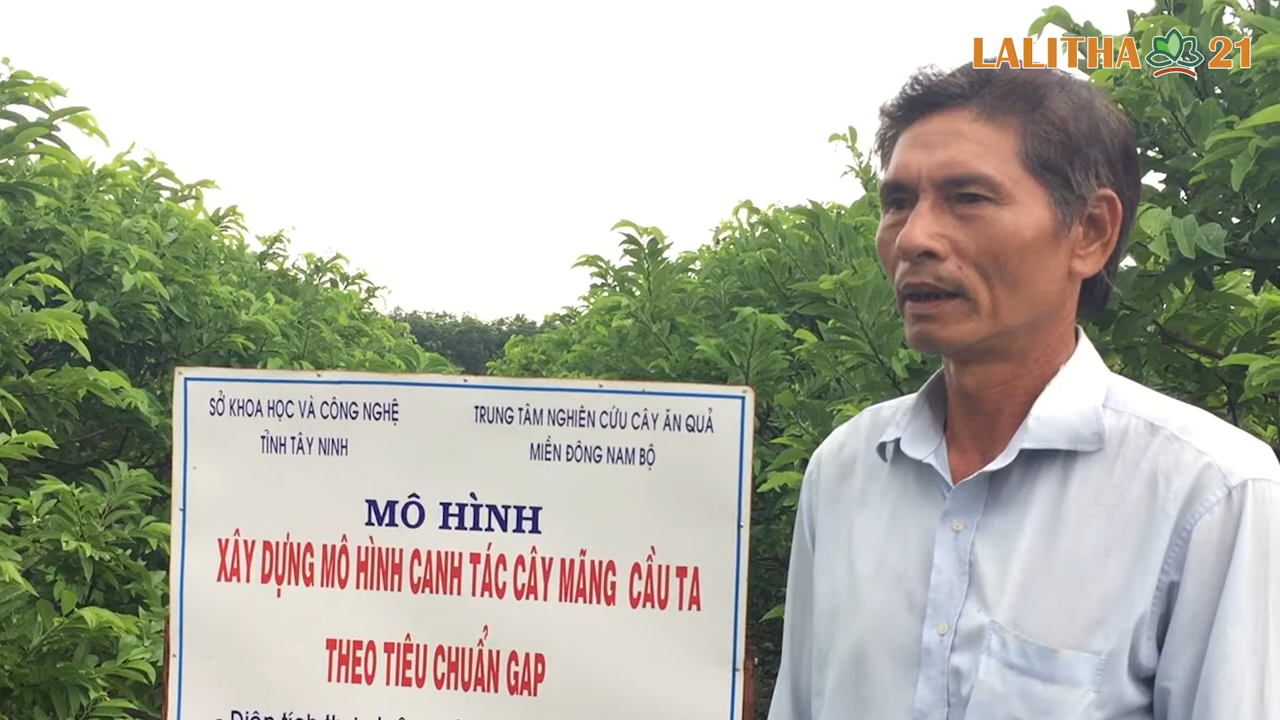 LALITHA 21
SỞ KHOA HỌC VÀ CÔNG NGHỆ
TỈNH TÂY NINH
TRUNG TÂM NGHIÊN CỨU CÂY ĂN QUẢ
MIỀN ĐÔNG NAM BỘ
MÔ HÌNH
XÂY DỰNG MÔ HÌNH CANH TÁC CÂY MÃNG CẦU TA
THEO TIÊU CHUẨN GAP
- Diện tích